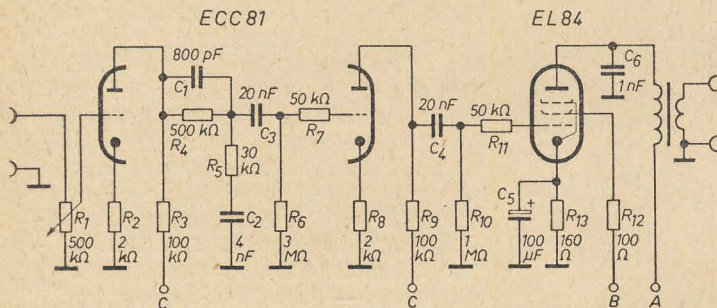 ECC 81
EL 84
800 pF
C1
20 nF
C3
50 kΩ
R7
500 kΩ
R4
R5
30 kΩ
20 nF
C4
50 kΩ
R11
C6
1 nF
R1
500 kΩ
R2
2 kΩ
R3
100 kΩ
C2
4 nF
R6
3 MΩ
R8
2 kΩ
R9
100 kΩ
R10
1 MΩ
C5
+
100 µF
R13
160 Ω
R12
100 Ω
C
C
B
A